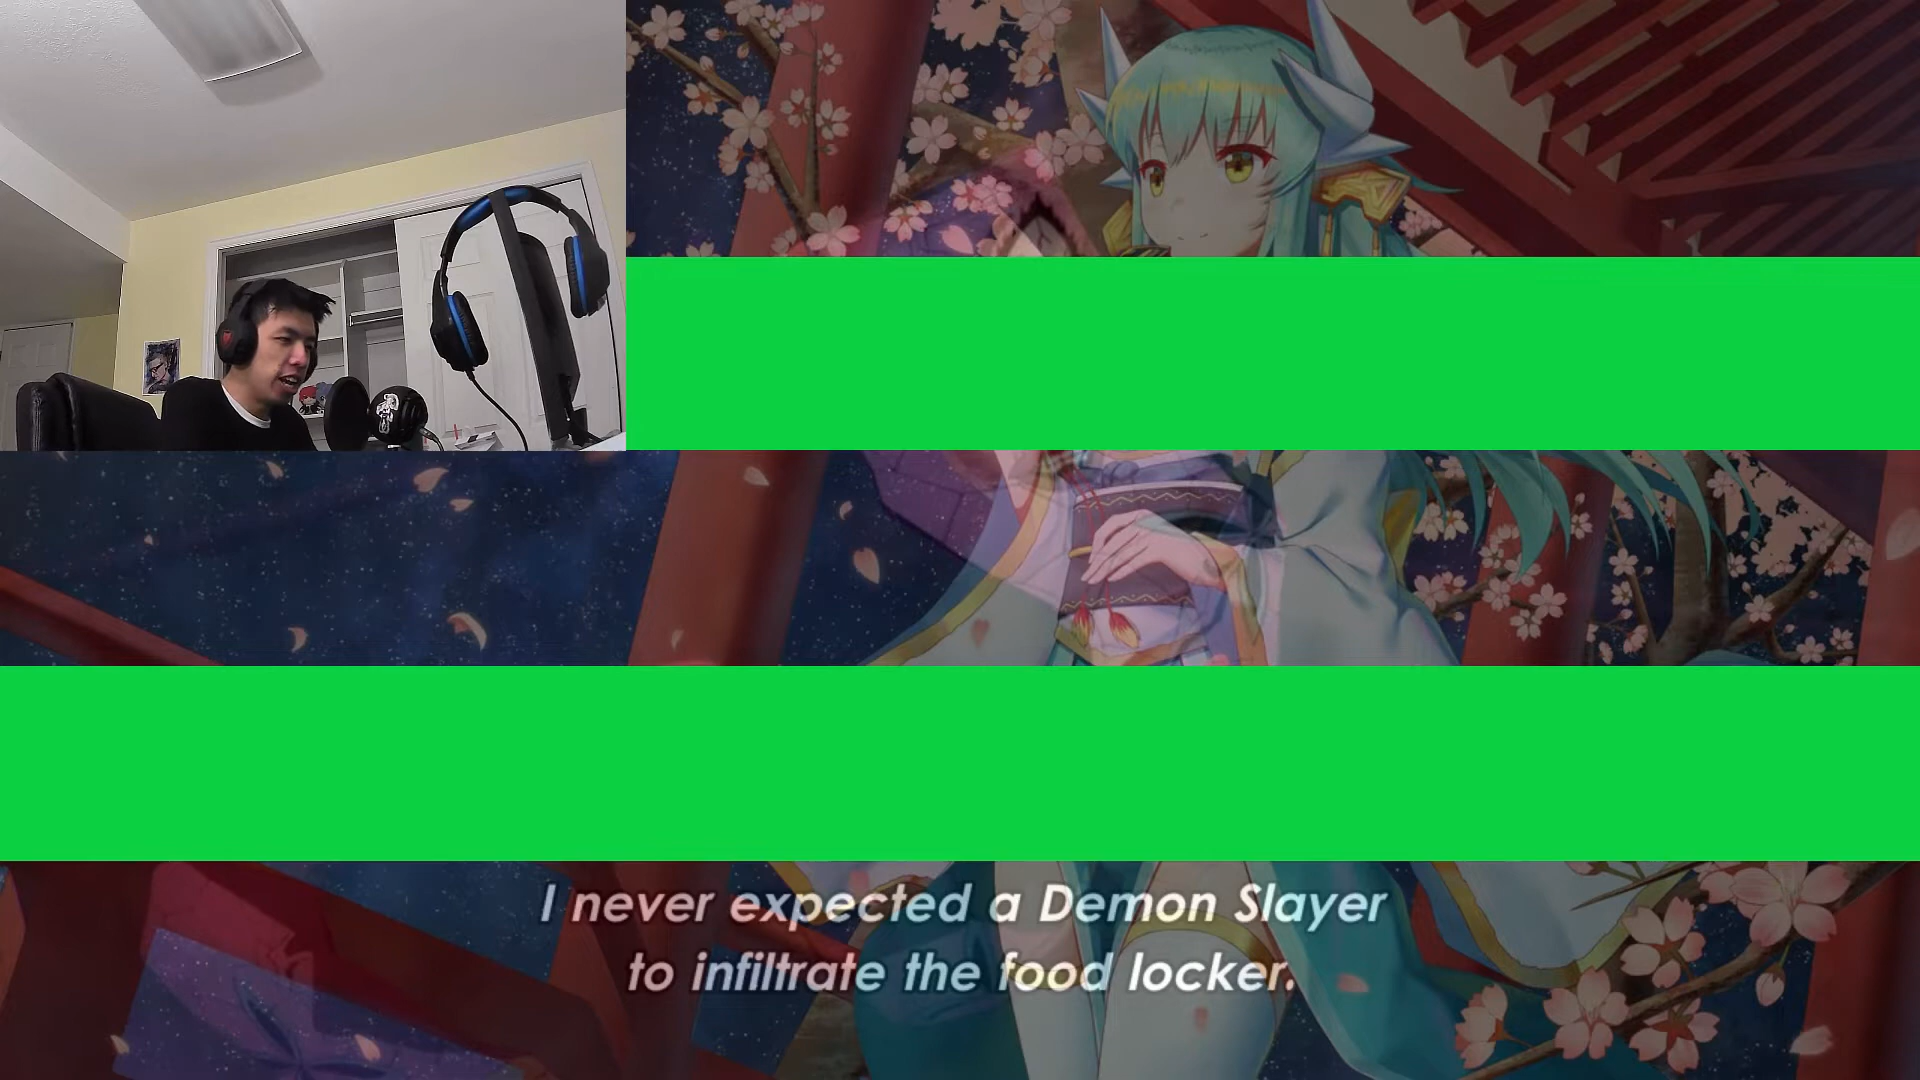 I never expected a Demon Slayer
to infiltrate the food locker.